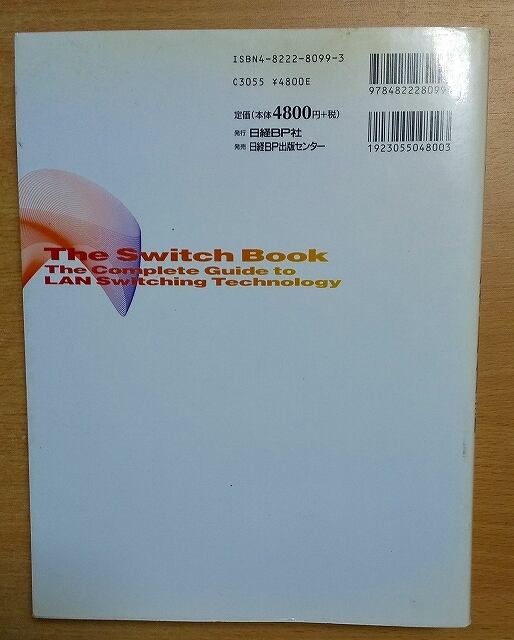 ISBN4-8222-8099-3
C3055 ¥4800E
定価(本体4800円+税)
発行 日経BP社
発売 日経BP出版センター
978482228099
1923055048003
The Switch Book
The Complete Guide to
LAN Switching Technology